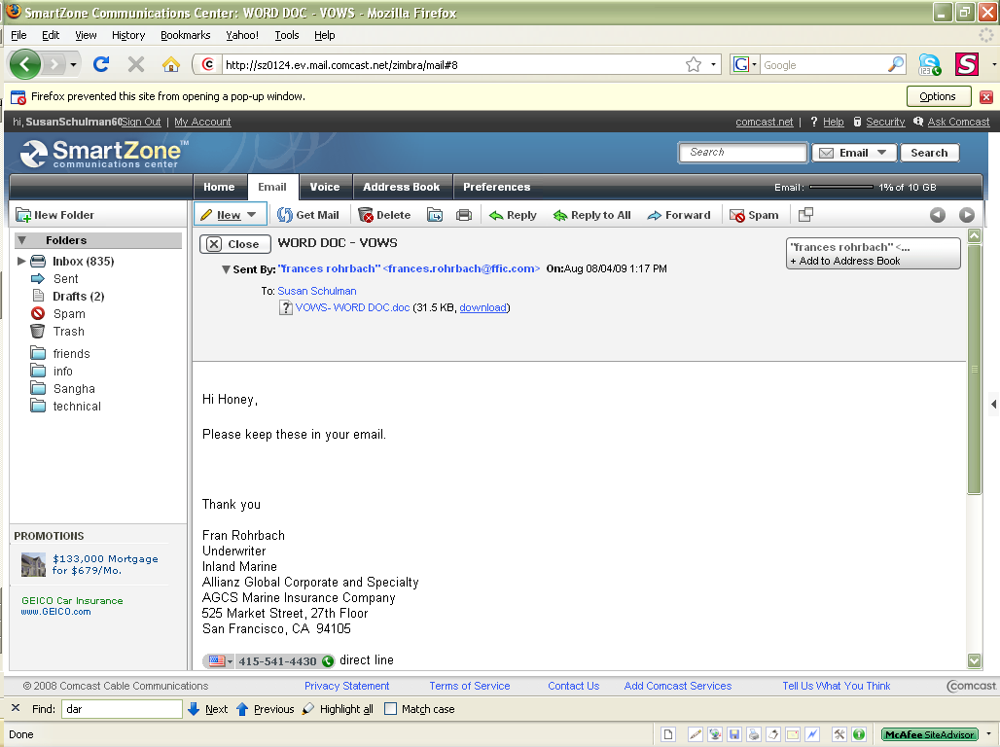 SmartZone Communications Center: WORD DOC - VOWS - Mozilla Firefox
File Edit View History Bookmarks Yahoo! Tools Help
http://sz0124.ev.mail.comcast.net/zimbra/mail#8
Google
Firefox prevented this site from opening a pop-up window.
Options
hi, SusanSchulman60 Sign Out | My Account
comcast.net | ? Help Security Ask Comcast
SmartZone™
communications center
Search
Email
Search
Home Email Voice Address Book Preferences
Email: 1% of 10 GB
New Folder
New Get Mail Delete Reply Reply to All Forward Spam
Folders
Inbox (835)
Sent
Drafts (2)
Spam
Trash
friends
info
Sangha
technical
Close WORD DOC - VOWS
Sent By: "frances rohrbach" <frances.rohrbach@ffic.com> On:Aug 08/04/09 1:17 PM
"frances rohrbach" <...
+ Add to Address Book
To: Susan Schulman
VOWS- WORD DOC.doc (31.5 KB, download)
Hi Honey,
Please keep these in your email.
Thank you
Fran Rohrbach
Underwriter
Inland Marine
Allianz Global Corporate and Specialty
AGCS Marine Insurance Company
525 Market Street, 27th Floor
San Francisco, CA 94105
415-541-4430 direct line
PROMOTIONS
$133,000 Mortgage
for $679/Mo.
GEICO Car Insurance
www.GEICO.com
© 2008 Comcast Cable Communications Privacy Statement Terms of Service Contact Us Add Comcast Services Tell Us What You Think Comcast.
Find: dar Next Previous Highlight all Match case
Done
McAfee SiteAdvisor